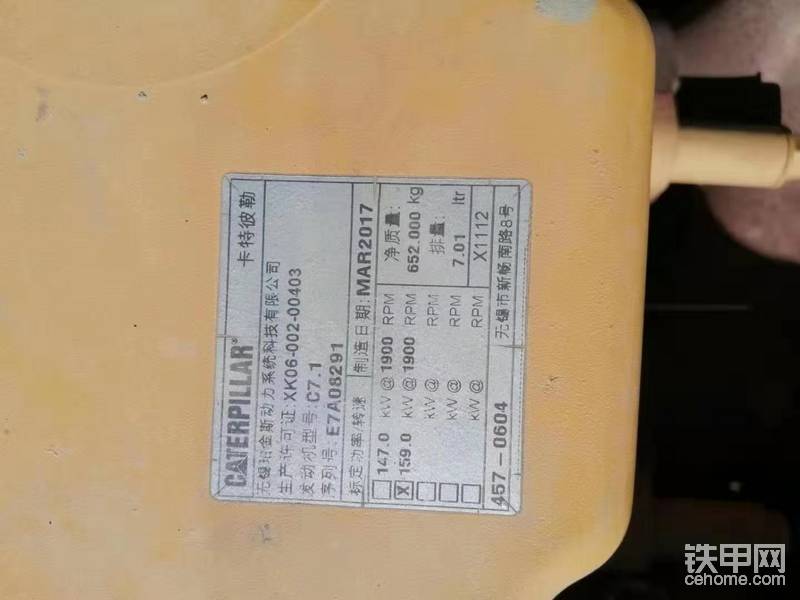 CATERPILLAR® 卡特彼勒
无锡珀金斯动力系统科技有限公司
生产许可证: XK06-002-00403
发动机型号: C7.1
序列号: E7A08291
标定功率/转速 制造日期: MAR2017
147.0 kW @ 1900 RPM 净质量:
X 159.0 kW @ 1900 RPM 652.000 kg
kW @ RPM 排量: ltr
kW @ RPM 7.01
kW @ RPM X1112
457-0604 无锡市新畅南路8号
铁甲网
cehome.com